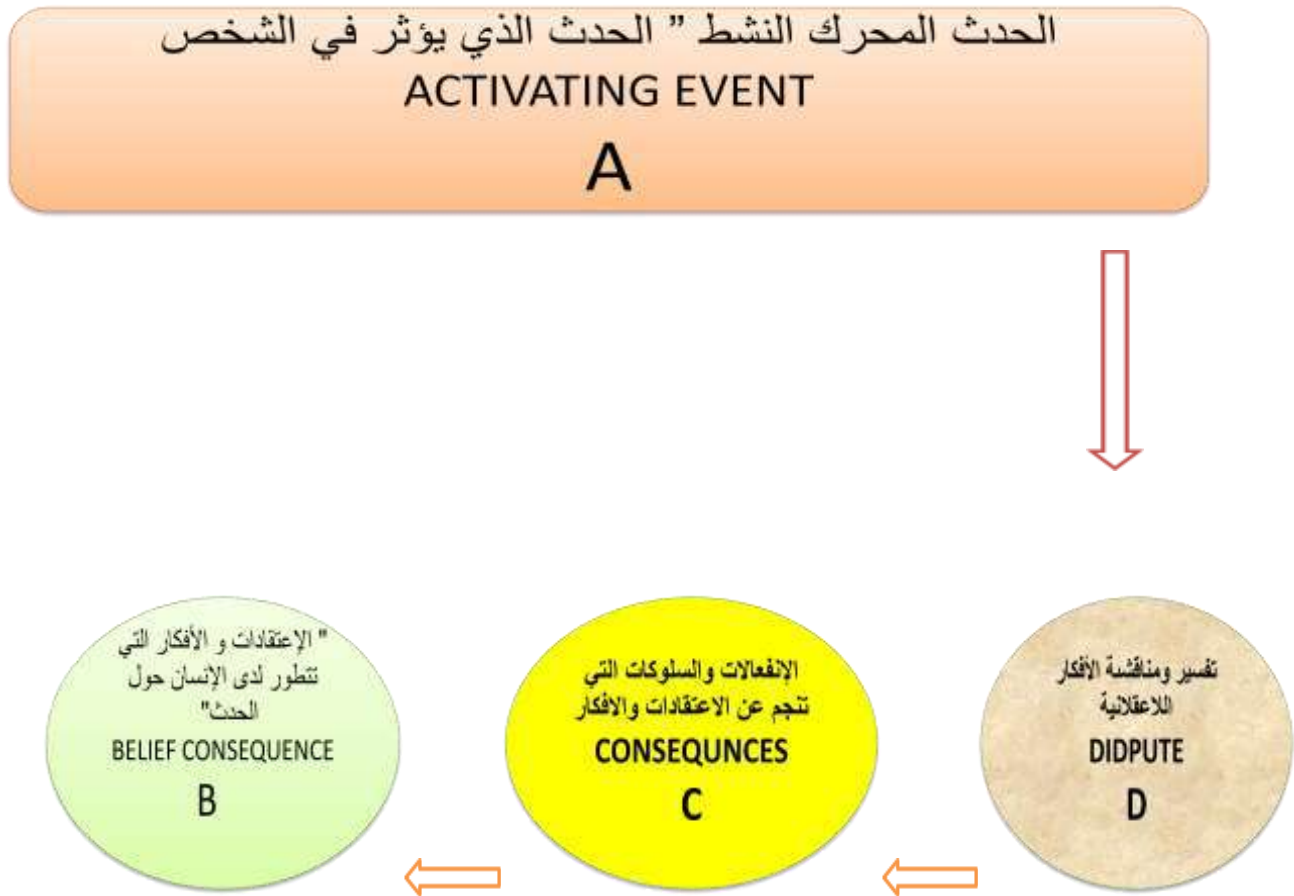 الحدث المحرك النشط " الحدث الذي يؤثر في الشخص
ACTIVATING EVENT
A
تفسير ومناقشة الأفكار
اللاعقلانية
DIDPUTE
D
الإنفعالات والسلوكات التي
تنجم عن الاعتقادات والافكار
CONSEQUNCES
C
" الإعتقادات و الأفكار التي
تتطور لدى الإنسان حول
الحدث"
BELIEF CONSEQUENCE
B